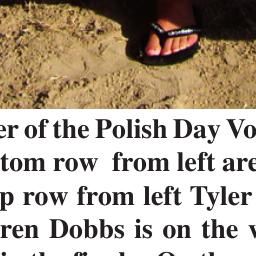 er of the Polish Day Vo
tom row from left are
p row from left Tyler
ren Dobbs is on the w